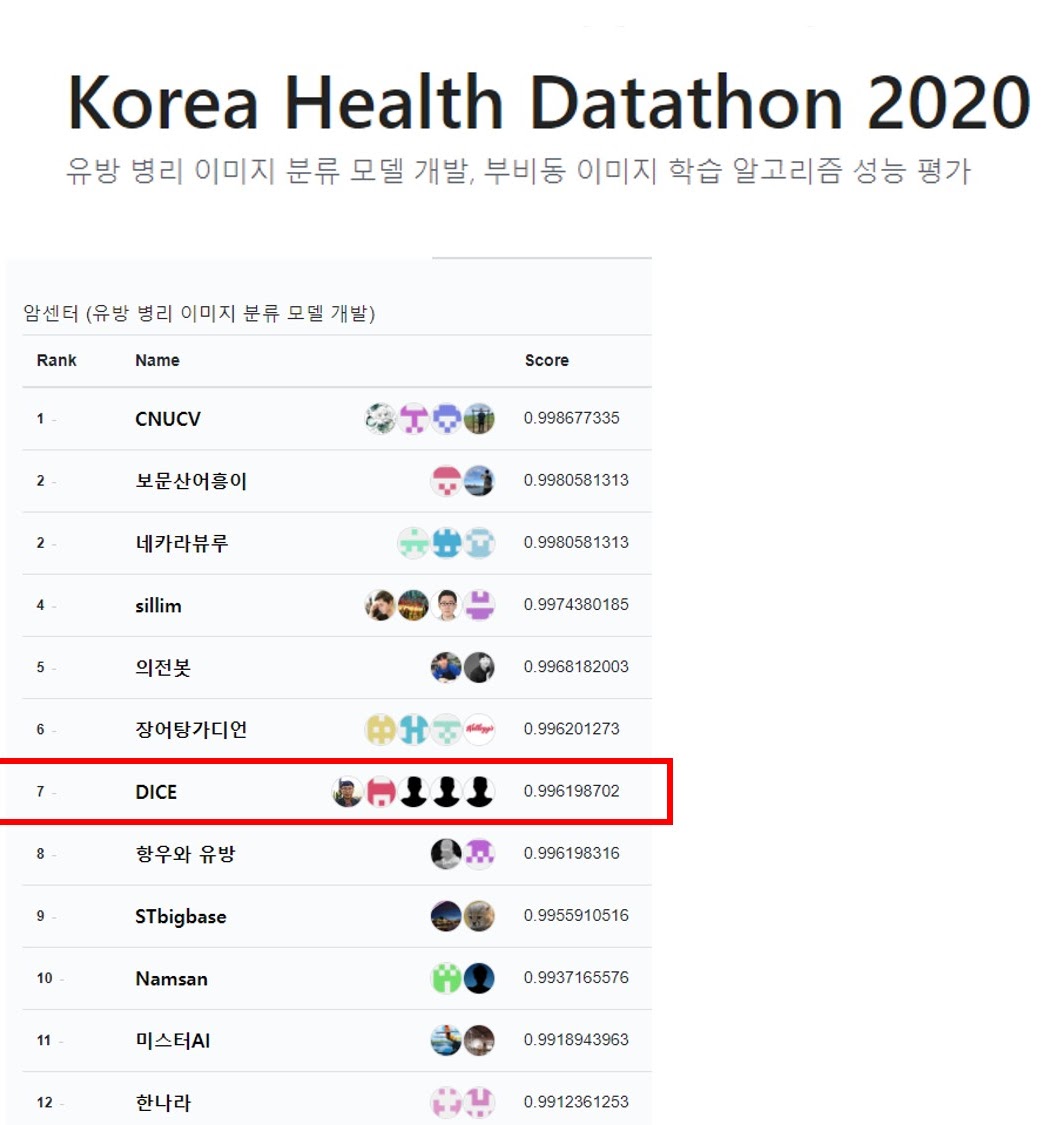 Korea Health Datathon 2020
유방 병리 이미지 분류 모델 개발, 부비동 이미지 학습 알고리즘 성능 평가
암센터 (유방 병리 이미지 분류 모델 개발)
Rank Name Score
1 - CNUCV 0.998677335
2 - 보문산어흥이 0.9980581313
2 - 네카라뷰루 0.9980581313
4 - sillim 0.9974380185
5 - 의전봇 0.9968182003
6 - 장어탕가디언 Kellogg's 0.996201273
7 - DICE 0.996198702
8 - 항우와 유방 0.996198316
9 - STbigbase 0.9955910516
10 - Namsan 0.9937165576
11 - 미스터AI 0.9918943963
12 - 한나라 0.9912361253